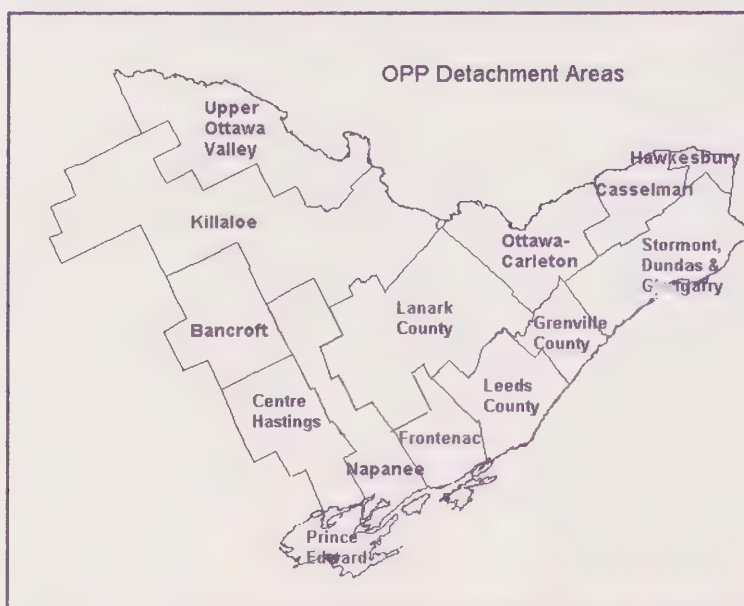 OPP Detachment Areas
Upper
Ottawa
Valley
Hawkesbury
Casselman
Killaloe
Ottawa-
Carleton
Stormont,
Dundas &
Glengarry
Bancroft
Lanark
County
Grenville
County
Leeds
County
Centre
Hastings
Frontenac
Napanee
Prince
Edward